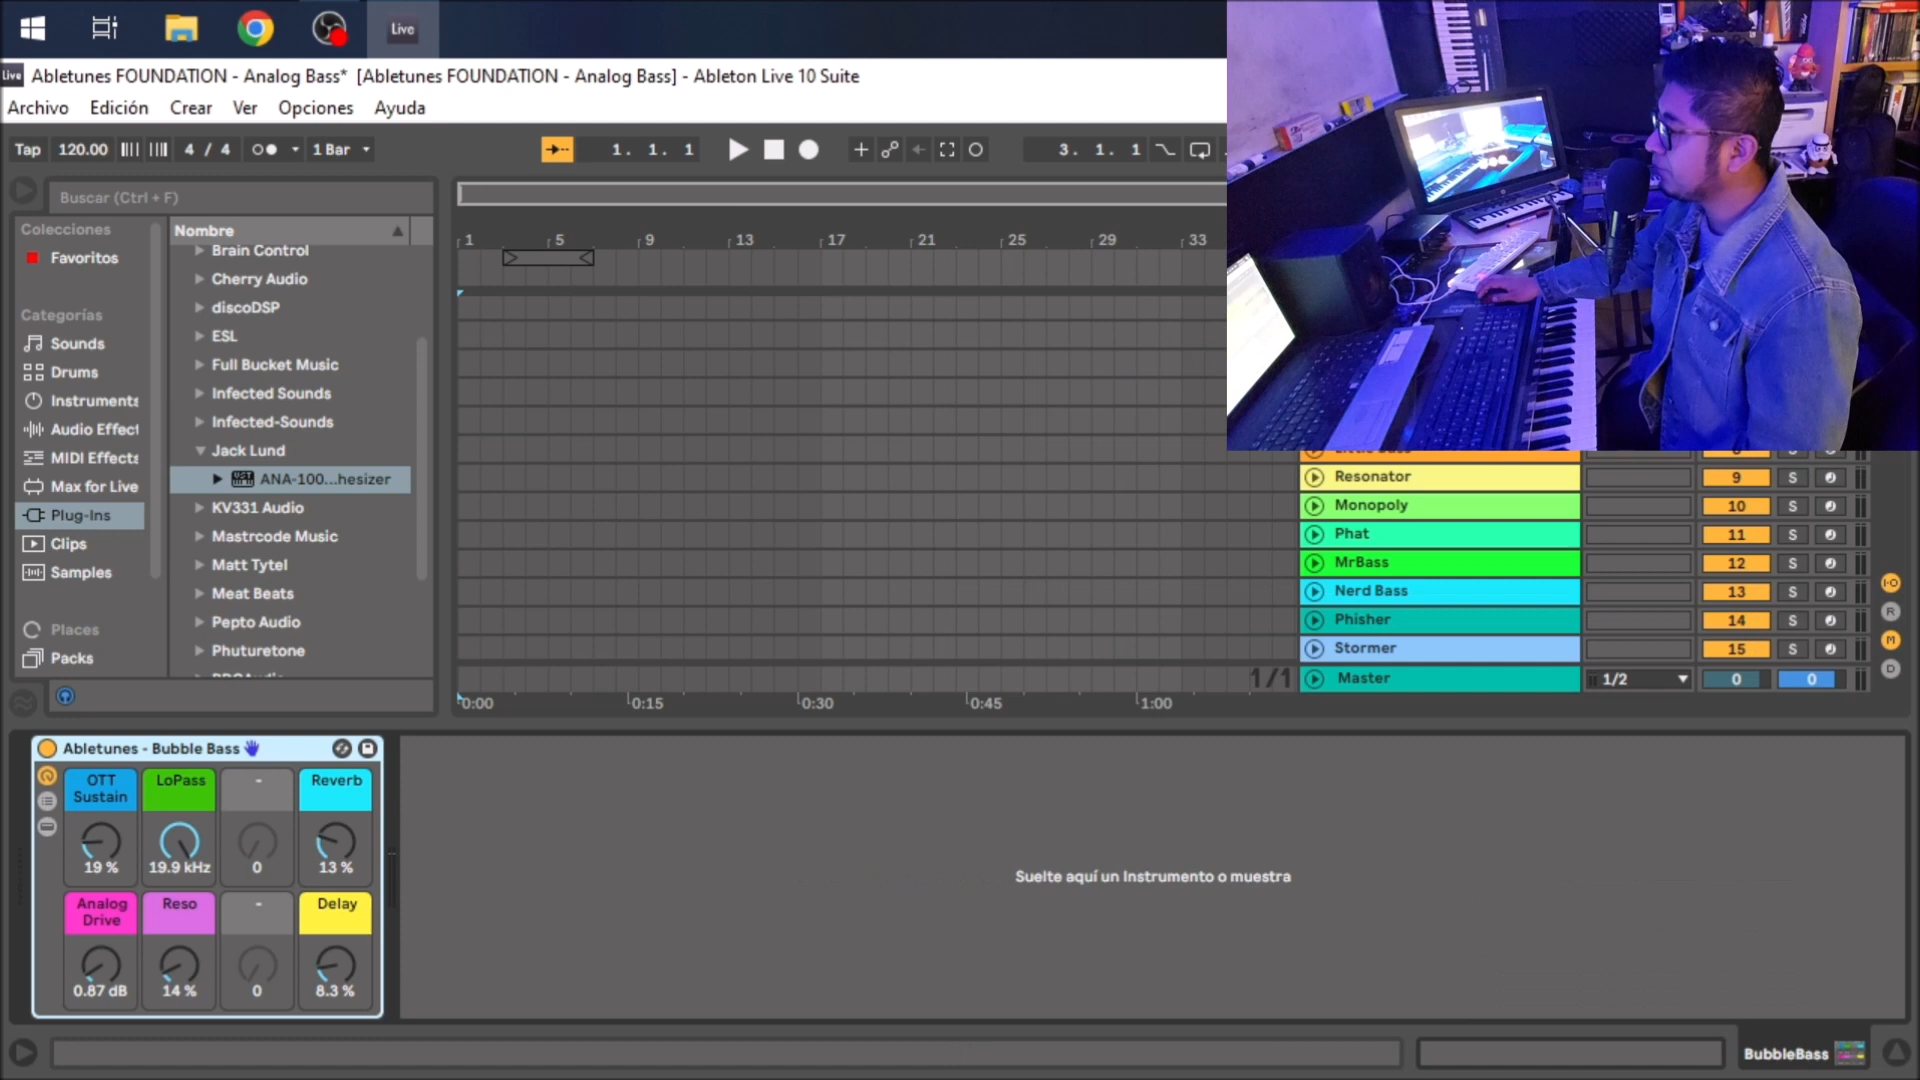 Live
Live
Abletunes FOUNDATION - Analog Bass* [Abletunes FOUNDATION - Analog Bass] - Ableton Live 10 Suite
Archivo Edición Crear Ver Opciones Ayuda
Tap 120.00 4 / 4 1 Bar 1. 1. 1 3. 1. 1
Buscar (Ctrl + F)
Colecciones
Favoritos
Categorías
Sounds
Drums
Instruments
Audio Effect
MIDI Effects
Max for Live
Plug-Ins
Clips
Samples
Places
Packs
Nombre
Brain Control
Cherry Audio
discoDSP
ESL
Full Bucket Music
Infected Sounds
Infected-Sounds
Jack Lund
ANA-100...hesizer
KV331 Audio
Mastrcode Music
Matt Tytel
Meat Beats
Pepto Audio
Phuturetone
1 5 9 13 17 21 25 29 33
Resonator 9 S
Monopoly 10 S
Phat 11 S
MrBass 12 S
Nerd Bass 13 S
Phisher 14 S
Stormer 15 S
1/1 Master 1/2 0 0
I-O
R
M
D
0:00 0:15 0:30 0:45 1:00
Abletunes - Bubble Bass
OTT Sustain LoPass - Reverb
19 % 19.9 kHz 0 13 %
Analog Drive Reso - Delay
0.87 dB 14 % 0 8.3 %
Suelte aquí un Instrumento o muestra
BubbleBass